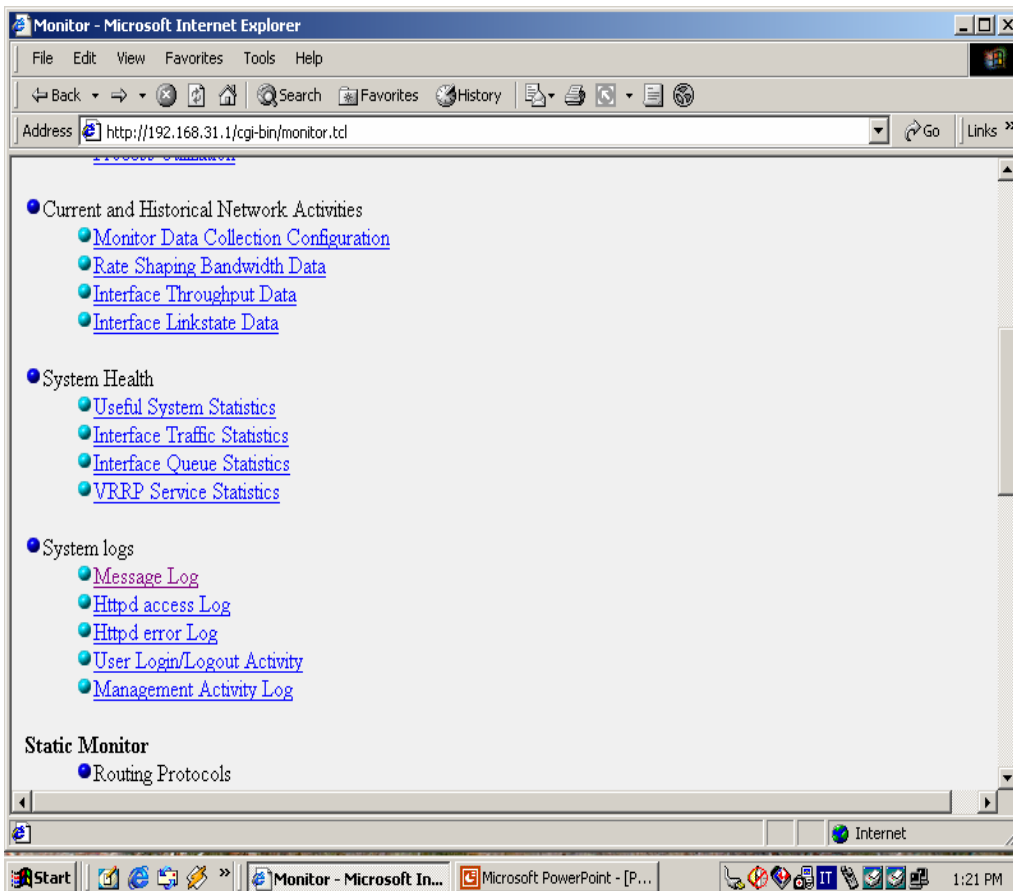 Monitor - Microsoft Internet Explorer
File Edit View Favorites Tools Help
Back Search Favorites History
Address http://192.168.31.1/cgi-bin/monitor.tcl Go Links »
Process Utilization
Current and Historical Network Activities
Monitor Data Collection Configuration
Rate Shaping Bandwidth Data
Interface Throughput Data
Interface Linkstate Data
System Health
Useful System Statistics
Interface Traffic Statistics
Interface Queue Statistics
VRRP Service Statistics
System logs
Message Log
Httpd access Log
Httpd error Log
User Login/Logout Activity
Management Activity Log
Static Monitor
Routing Protocols
Internet
Start » Monitor - Microsoft In... Microsoft PowerPoint - [P... IT 1:21 PM